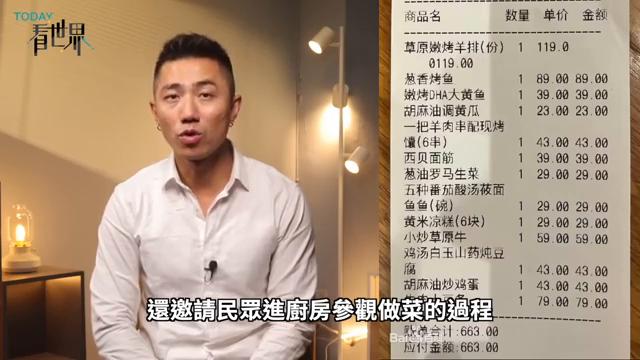 TODAY
看世界
商品名 数量 单价 金额
草原嫩烤羊排(份) 1 119.0
0119.00
葱香烤鱼 1 89.00 89.00
嫩烤DHA大黄鱼 1 39.00 39.00
胡麻油调黄瓜 1 23.00 23.00
一把羊肉串配现烤
馕(6串) 1 43.00 43.00
西贝面筋 1 39.00 39.00
葱油罗马生菜 1 29.00 29.00
五种番茄酸汤莜面
鱼鱼(碗) 1 29.00 29.00
黄米凉糕(6块) 1 29.00 29.00
小炒草原牛 1 59.00 59.00
鸡汤白玉山药炖豆
腐 1 43.00 43.00
胡麻油炒鸡蛋 1 43.00 43.00
1 79.00 79.00
合计:663.00
应付金额:663.00
還邀請民眾進廚房參觀做菜的過程